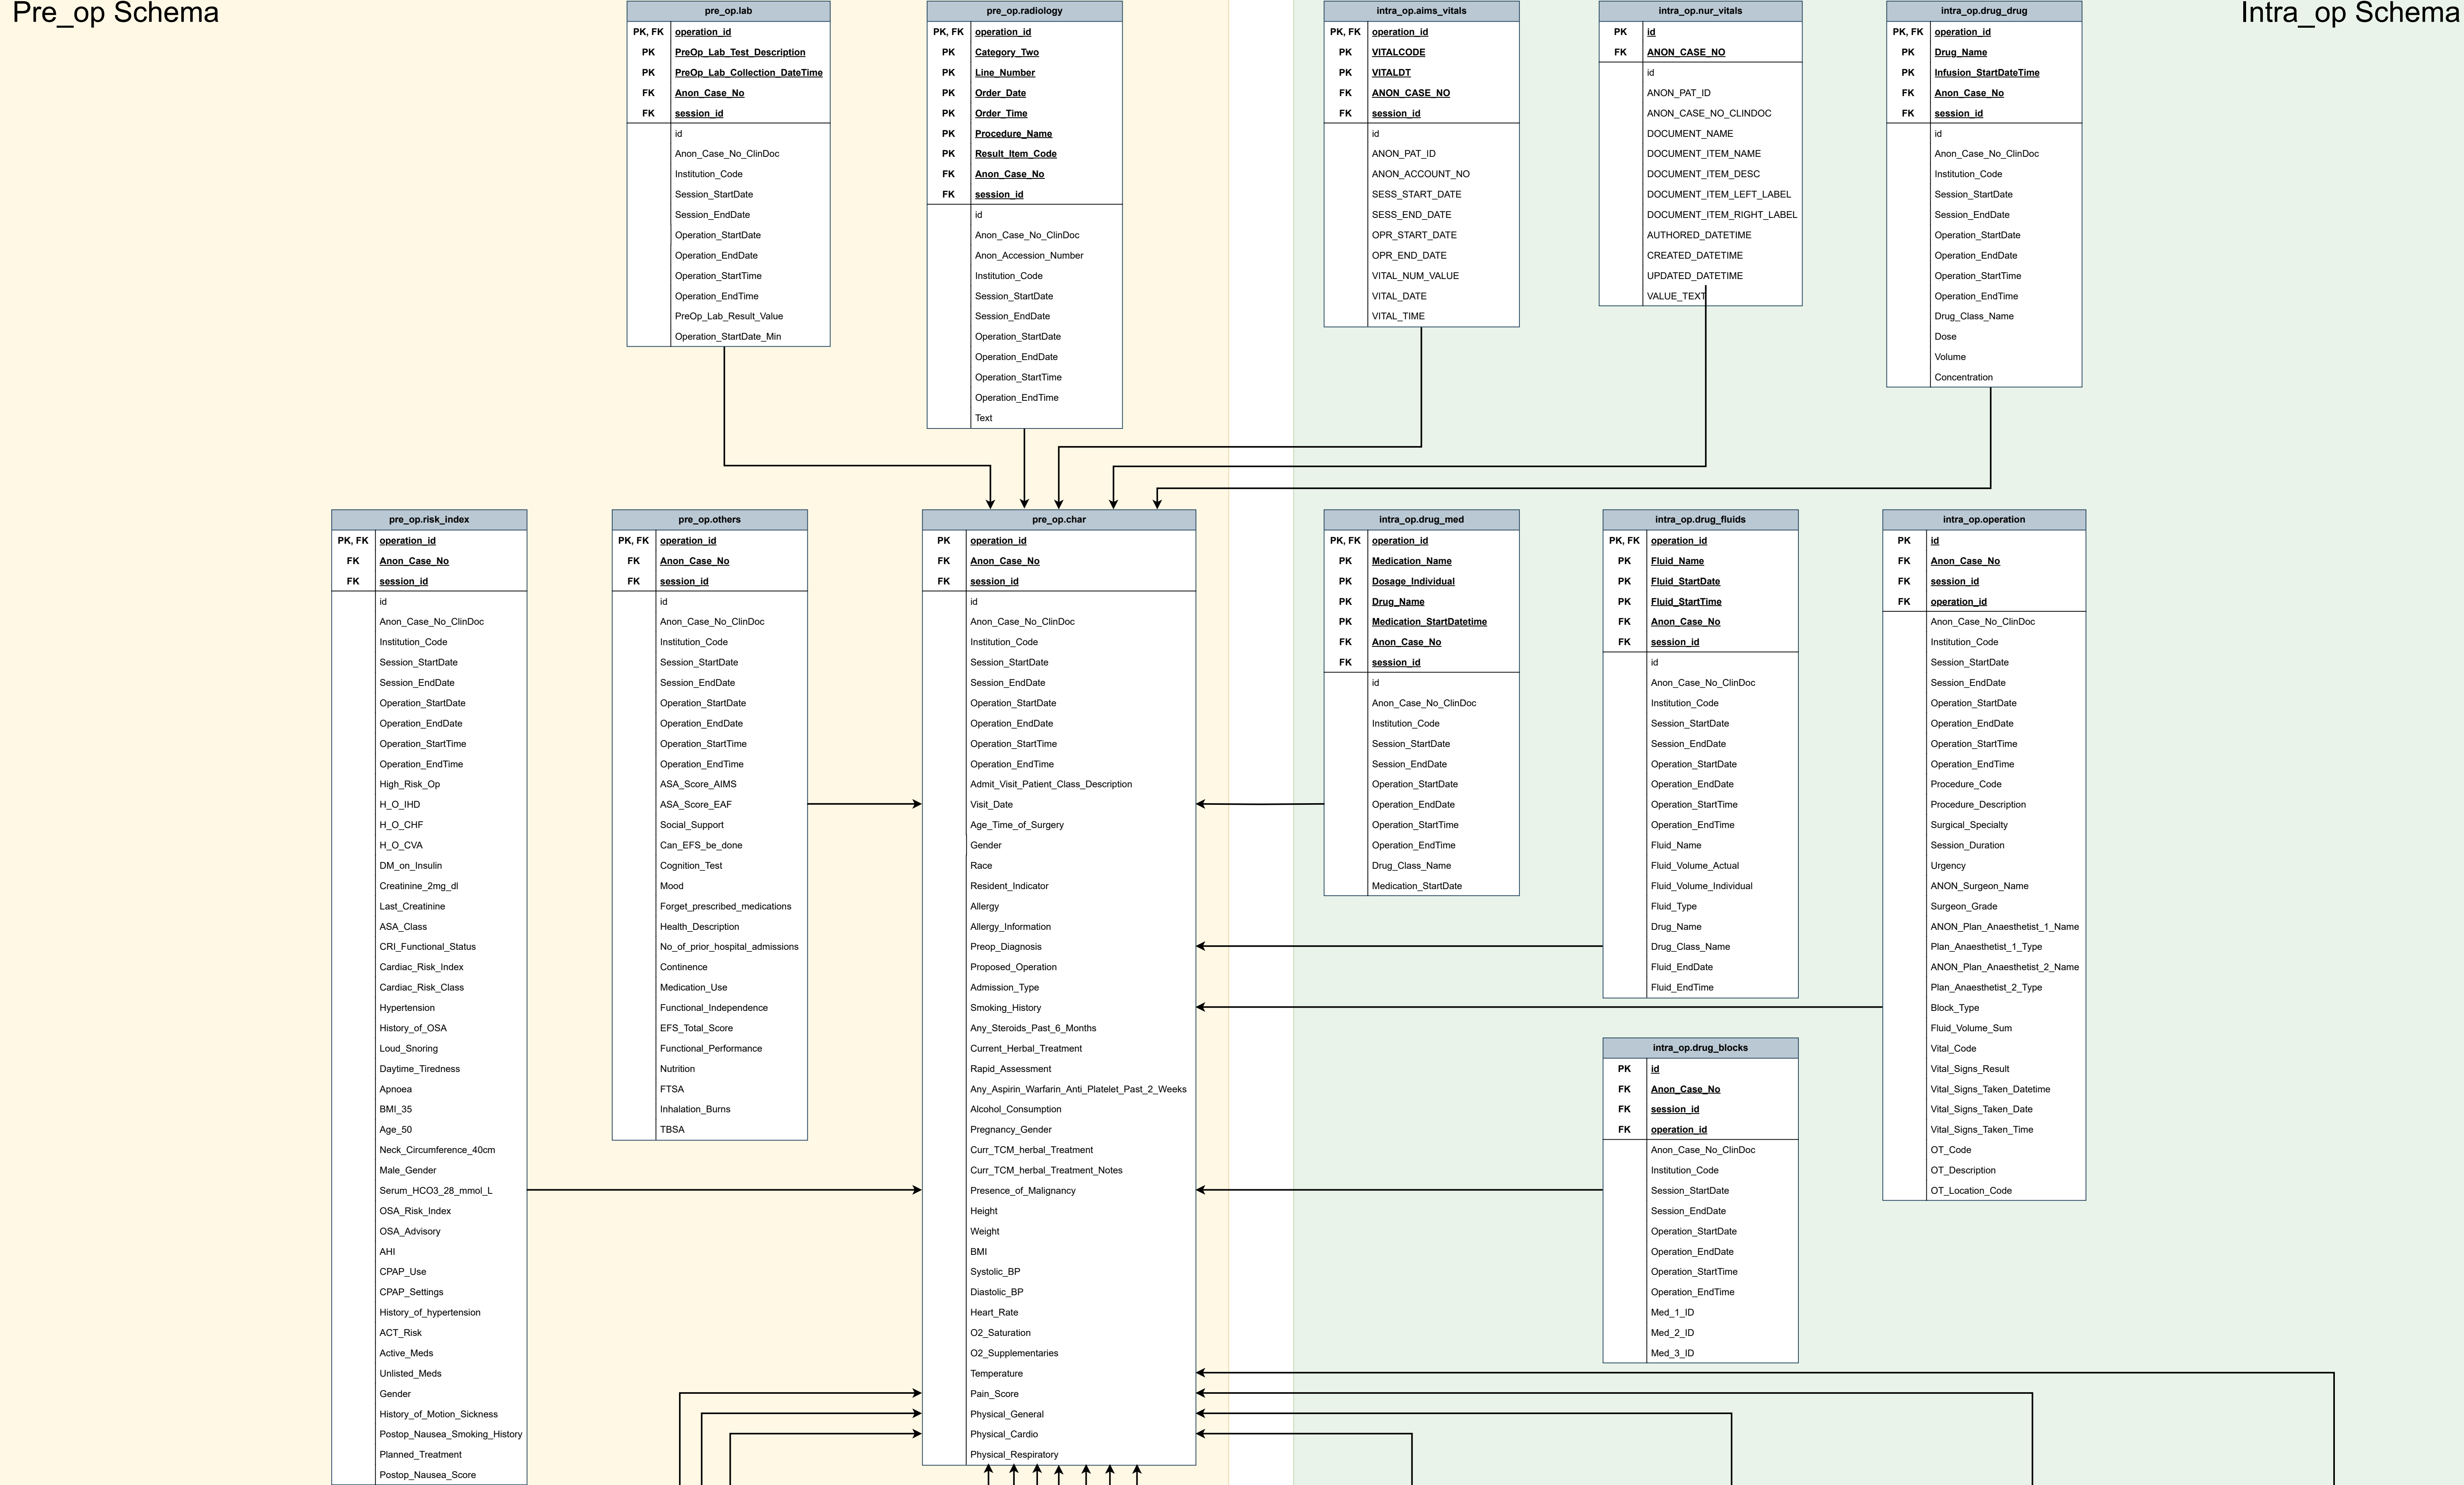 Pre_op Schema
Intra_op Schema
pre_op.lab
PK, FK operation_id
PK PreOp_Lab_Test_Description
PK PreOp_Lab_Collection_DateTime
FK Anon_Case_No
FK session_id
id
Anon_Case_No_ClinDoc
Institution_Code
Session_StartDate
Session_EndDate
Operation_StartDate
Operation_EndDate
Operation_StartTime
Operation_EndTime
PreOp_Lab_Result_Value
Operation_StartDate_Min
pre_op.radiology
PK, FK operation_id
PK Category_Two
PK Line_Number
PK Order_Date
PK Order_Time
PK Procedure_Name
PK Result_Item_Code
FK Anon_Case_No
FK session_id
id
Anon_Case_No_ClinDoc
Anon_Accession_Number
Institution_Code
Session_StartDate
Session_EndDate
Operation_StartDate
Operation_EndDate
Operation_StartTime
Operation_EndTime
Text
intra_op.aims_vitals
PK, FK operation_id
PK VITALCODE
PK VITALDT
FK ANON_CASE_NO
FK session_id
id
ANON_PAT_ID
ANON_ACCOUNT_NO
SESS_START_DATE
SESS_END_DATE
OPR_START_DATE
OPR_END_DATE
VITAL_NUM_VALUE
VITAL_DATE
VITAL_TIME
intra_op.nur_vitals
PK id
FK ANON_CASE_NO
id
ANON_PAT_ID
ANON_CASE_NO_CLINDOC
DOCUMENT_NAME
DOCUMENT_ITEM_NAME
DOCUMENT_ITEM_DESC
DOCUMENT_ITEM_LEFT_LABEL
DOCUMENT_ITEM_RIGHT_LABEL
AUTHORED_DATETIME
CREATED_DATETIME
UPDATED_DATETIME
VALUE_TEXT
intra_op.drug_drug
PK, FK operation_id
PK Drug_Name
PK Infusion_StartDateTime
FK Anon_Case_No
FK session_id
id
Anon_Case_No_ClinDoc
Institution_Code
Session_StartDate
Session_EndDate
Operation_StartDate
Operation_EndDate
Operation_StartTime
Operation_EndTime
Drug_Class_Name
Dose
Volume
Concentration
pre_op.risk_index
PK, FK operation_id
FK Anon_Case_No
FK session_id
id
Anon_Case_No_ClinDoc
Institution_Code
Session_StartDate
Session_EndDate
Operation_StartDate
Operation_EndDate
Operation_StartTime
Operation_EndTime
High_Risk_Op
H_O_IHD
H_O_CHF
H_O_CVA
DM_on_Insulin
Creatinine_2mg_dl
Last_Creatinine
ASA_Class
CRI_Functional_Status
Cardiac_Risk_Index
Cardiac_Risk_Class
Hypertension
History_of_OSA
Loud_Snoring
Daytime_Tiredness
Apnoea
BMI_35
Age_50
Neck_Circumference_40cm
Male_Gender
Serum_HCO3_28_mmol_L
OSA_Risk_Index
OSA_Advisory
AHI
CPAP_Use
CPAP_Settings
History_of_hypertension
ACT_Risk
Active_Meds
Unlisted_Meds
Gender
History_of_Motion_Sickness
Postop_Nausea_Smoking_History
Planned_Treatment
Postop_Nausea_Score
pre_op.others
PK, FK operation_id
FK Anon_Case_No
FK session_id
id
Anon_Case_No_ClinDoc
Institution_Code
Session_StartDate
Session_EndDate
Operation_StartDate
Operation_EndDate
Operation_StartTime
Operation_EndTime
ASA_Score_AIMS
ASA_Score_EAF
Social_Support
Can_EFS_be_done
Cognition_Test
Mood
Forget_prescribed_medications
Health_Description
No_of_prior_hospital_admissions
Continence
Medication_Use
Functional_Independence
EFS_Total_Score
Functional_Performance
Nutrition
FTSA
Inhalation_Burns
TBSA
pre_op.char
PK operation_id
FK Anon_Case_No
FK session_id
id
Anon_Case_No_ClinDoc
Institution_Code
Session_StartDate
Session_EndDate
Operation_StartDate
Operation_EndDate
Operation_StartTime
Operation_EndTime
Admit_Visit_Patient_Class_Description
Visit_Date
Age_Time_of_Surgery
Gender
Race
Resident_Indicator
Allergy
Allergy_Information
Preop_Diagnosis
Proposed_Operation
Admission_Type
Smoking_History
Any_Steroids_Past_6_Months
Current_Herbal_Treatment
Rapid_Assessment
Any_Aspirin_Warfarin_Anti_Platelet_Past_2_Weeks
Alcohol_Consumption
Pregnancy_Gender
Curr_TCM_herbal_Treatment
Curr_TCM_herbal_Treatment_Notes
Presence_of_Malignancy
Height
Weight
BMI
Systolic_BP
Diastolic_BP
Heart_Rate
O2_Saturation
O2_Supplementaries
Temperature
Pain_Score
Physical_General
Physical_Cardio
Physical_Respiratory
intra_op.drug_med
PK, FK operation_id
PK Medication_Name
PK Dosage_Individual
PK Drug_Name
PK Medication_StartDatetime
FK Anon_Case_No
FK session_id
id
Anon_Case_No_ClinDoc
Institution_Code
Session_StartDate
Session_EndDate
Operation_StartDate
Operation_EndDate
Operation_StartTime
Operation_EndTime
Drug_Class_Name
Medication_StartDate
intra_op.drug_fluids
PK, FK operation_id
PK Fluid_Name
PK Fluid_StartDate
PK Fluid_StartTime
FK Anon_Case_No
FK session_id
id
Anon_Case_No_ClinDoc
Institution_Code
Session_StartDate
Session_EndDate
Operation_StartDate
Operation_EndDate
Operation_StartTime
Operation_EndTime
Fluid_Name
Fluid_Volume_Actual
Fluid_Volume_Individual
Fluid_Type
Drug_Name
Drug_Class_Name
Fluid_EndDate
Fluid_EndTime
intra_op.drug_blocks
PK id
FK Anon_Case_No
FK session_id
FK operation_id
Anon_Case_No_ClinDoc
Institution_Code
Session_StartDate
Session_EndDate
Operation_StartDate
Operation_EndDate
Operation_StartTime
Operation_EndTime
Med_1_ID
Med_2_ID
Med_3_ID
intra_op.operation
PK id
FK Anon_Case_No
FK session_id
FK operation_id
Anon_Case_No_ClinDoc
Institution_Code
Session_StartDate
Session_EndDate
Operation_StartDate
Operation_EndDate
Operation_StartTime
Operation_EndTime
Procedure_Code
Procedure_Description
Surgical_Specialty
Session_Duration
Urgency
ANON_Surgeon_Name
Surgeon_Grade
ANON_Plan_Anaesthetist_1_Name
Plan_Anaesthetist_1_Type
ANON_Plan_Anaesthetist_2_Name
Plan_Anaesthetist_2_Type
Block_Type
Fluid_Volume_Sum
Vital_Code
Vital_Signs_Result
Vital_Signs_Taken_Datetime
Vital_Signs_Taken_Date
Vital_Signs_Taken_Time
OT_Code
OT_Description
OT_Location_Code